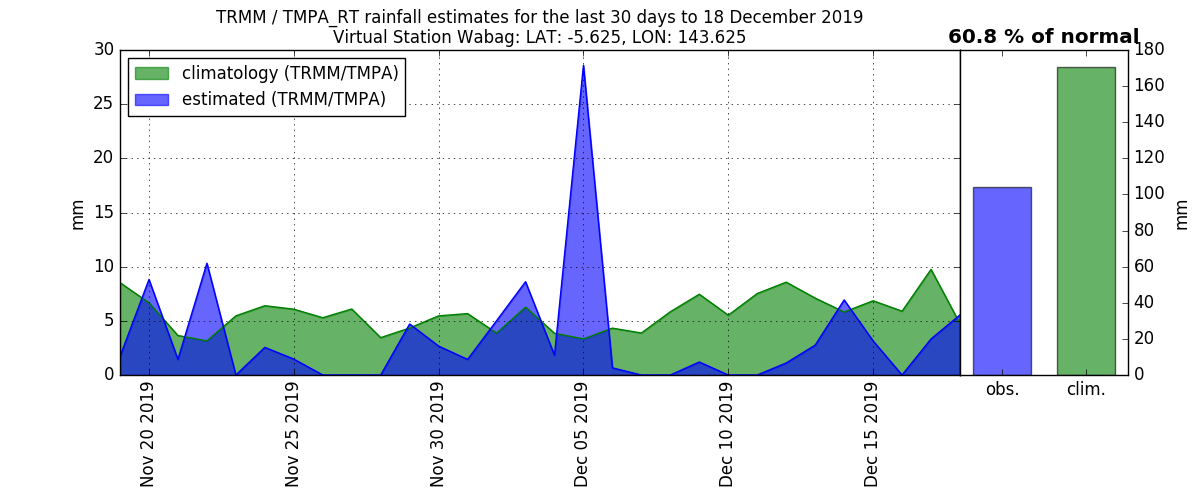 TRMM / TMPA_RT rainfall estimates for the last 30 days to 18 December 2019
Virtual Station Wabag: LAT: -5.625, LON: 143.625
60.8 % of normal
climatology (TRMM/TMPA)
estimated (TRMM/TMPA)
30
25
20
15
10
5
0
mm
Nov 20 2019
Nov 25 2019
Nov 30 2019
Dec 05 2019
Dec 10 2019
Dec 15 2019
180
160
140
120
100
80
60
40
20
0
mm
obs.
clim.